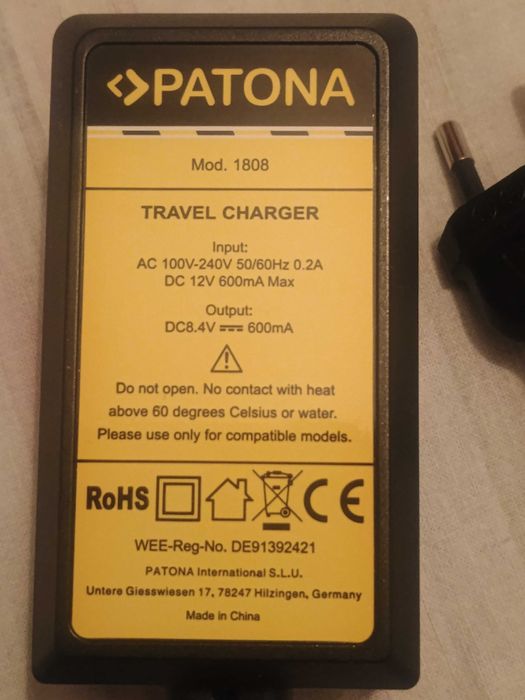 PATONA
Mod. 1808
TRAVEL CHARGER
Input:
AC 100V-240V 50/60Hz 0.2A
DC 12V 600mA Max
Output:
DC8.4V ⎓ 600mA
Do not open. No contact with heat
above 60 degrees Celsius or water.
Please use only for compatible models.
RoHS CE
WEE-Reg-No. DE91392421
PATONA International S.L.U.
Untere Giesswiesen 17, 78247 Hilzingen, Germany
Made in China